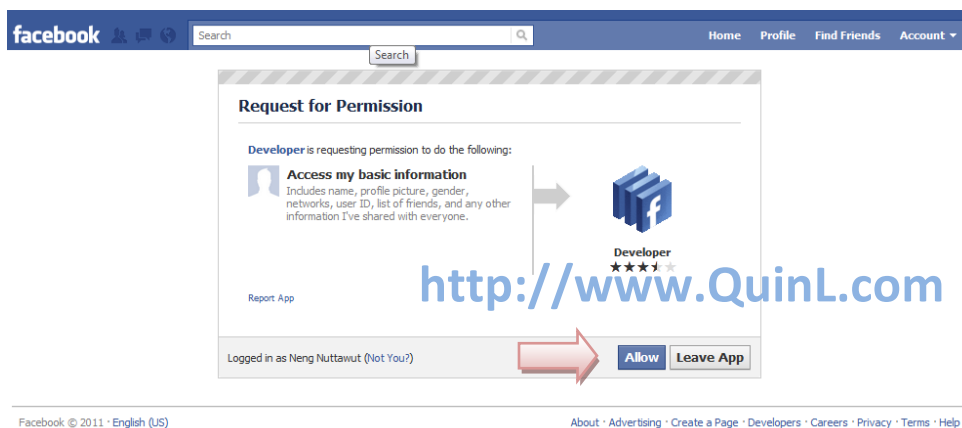 facebook Search Home Profile Find Friends Account
Search
Request for Permission
Developer is requesting permission to do the following:
Access my basic information
Includes name, profile picture, gender,
networks, user ID, list of friends, and any other
information I've shared with everyone.
f
Developer
http://www.QuinL.com
Report App
Logged in as Neng Nuttawut (Not You?) Allow Leave App
Facebook © 2011 · English (US) About · Advertising · Create a Page · Developers · Careers · Privacy · Terms · Help